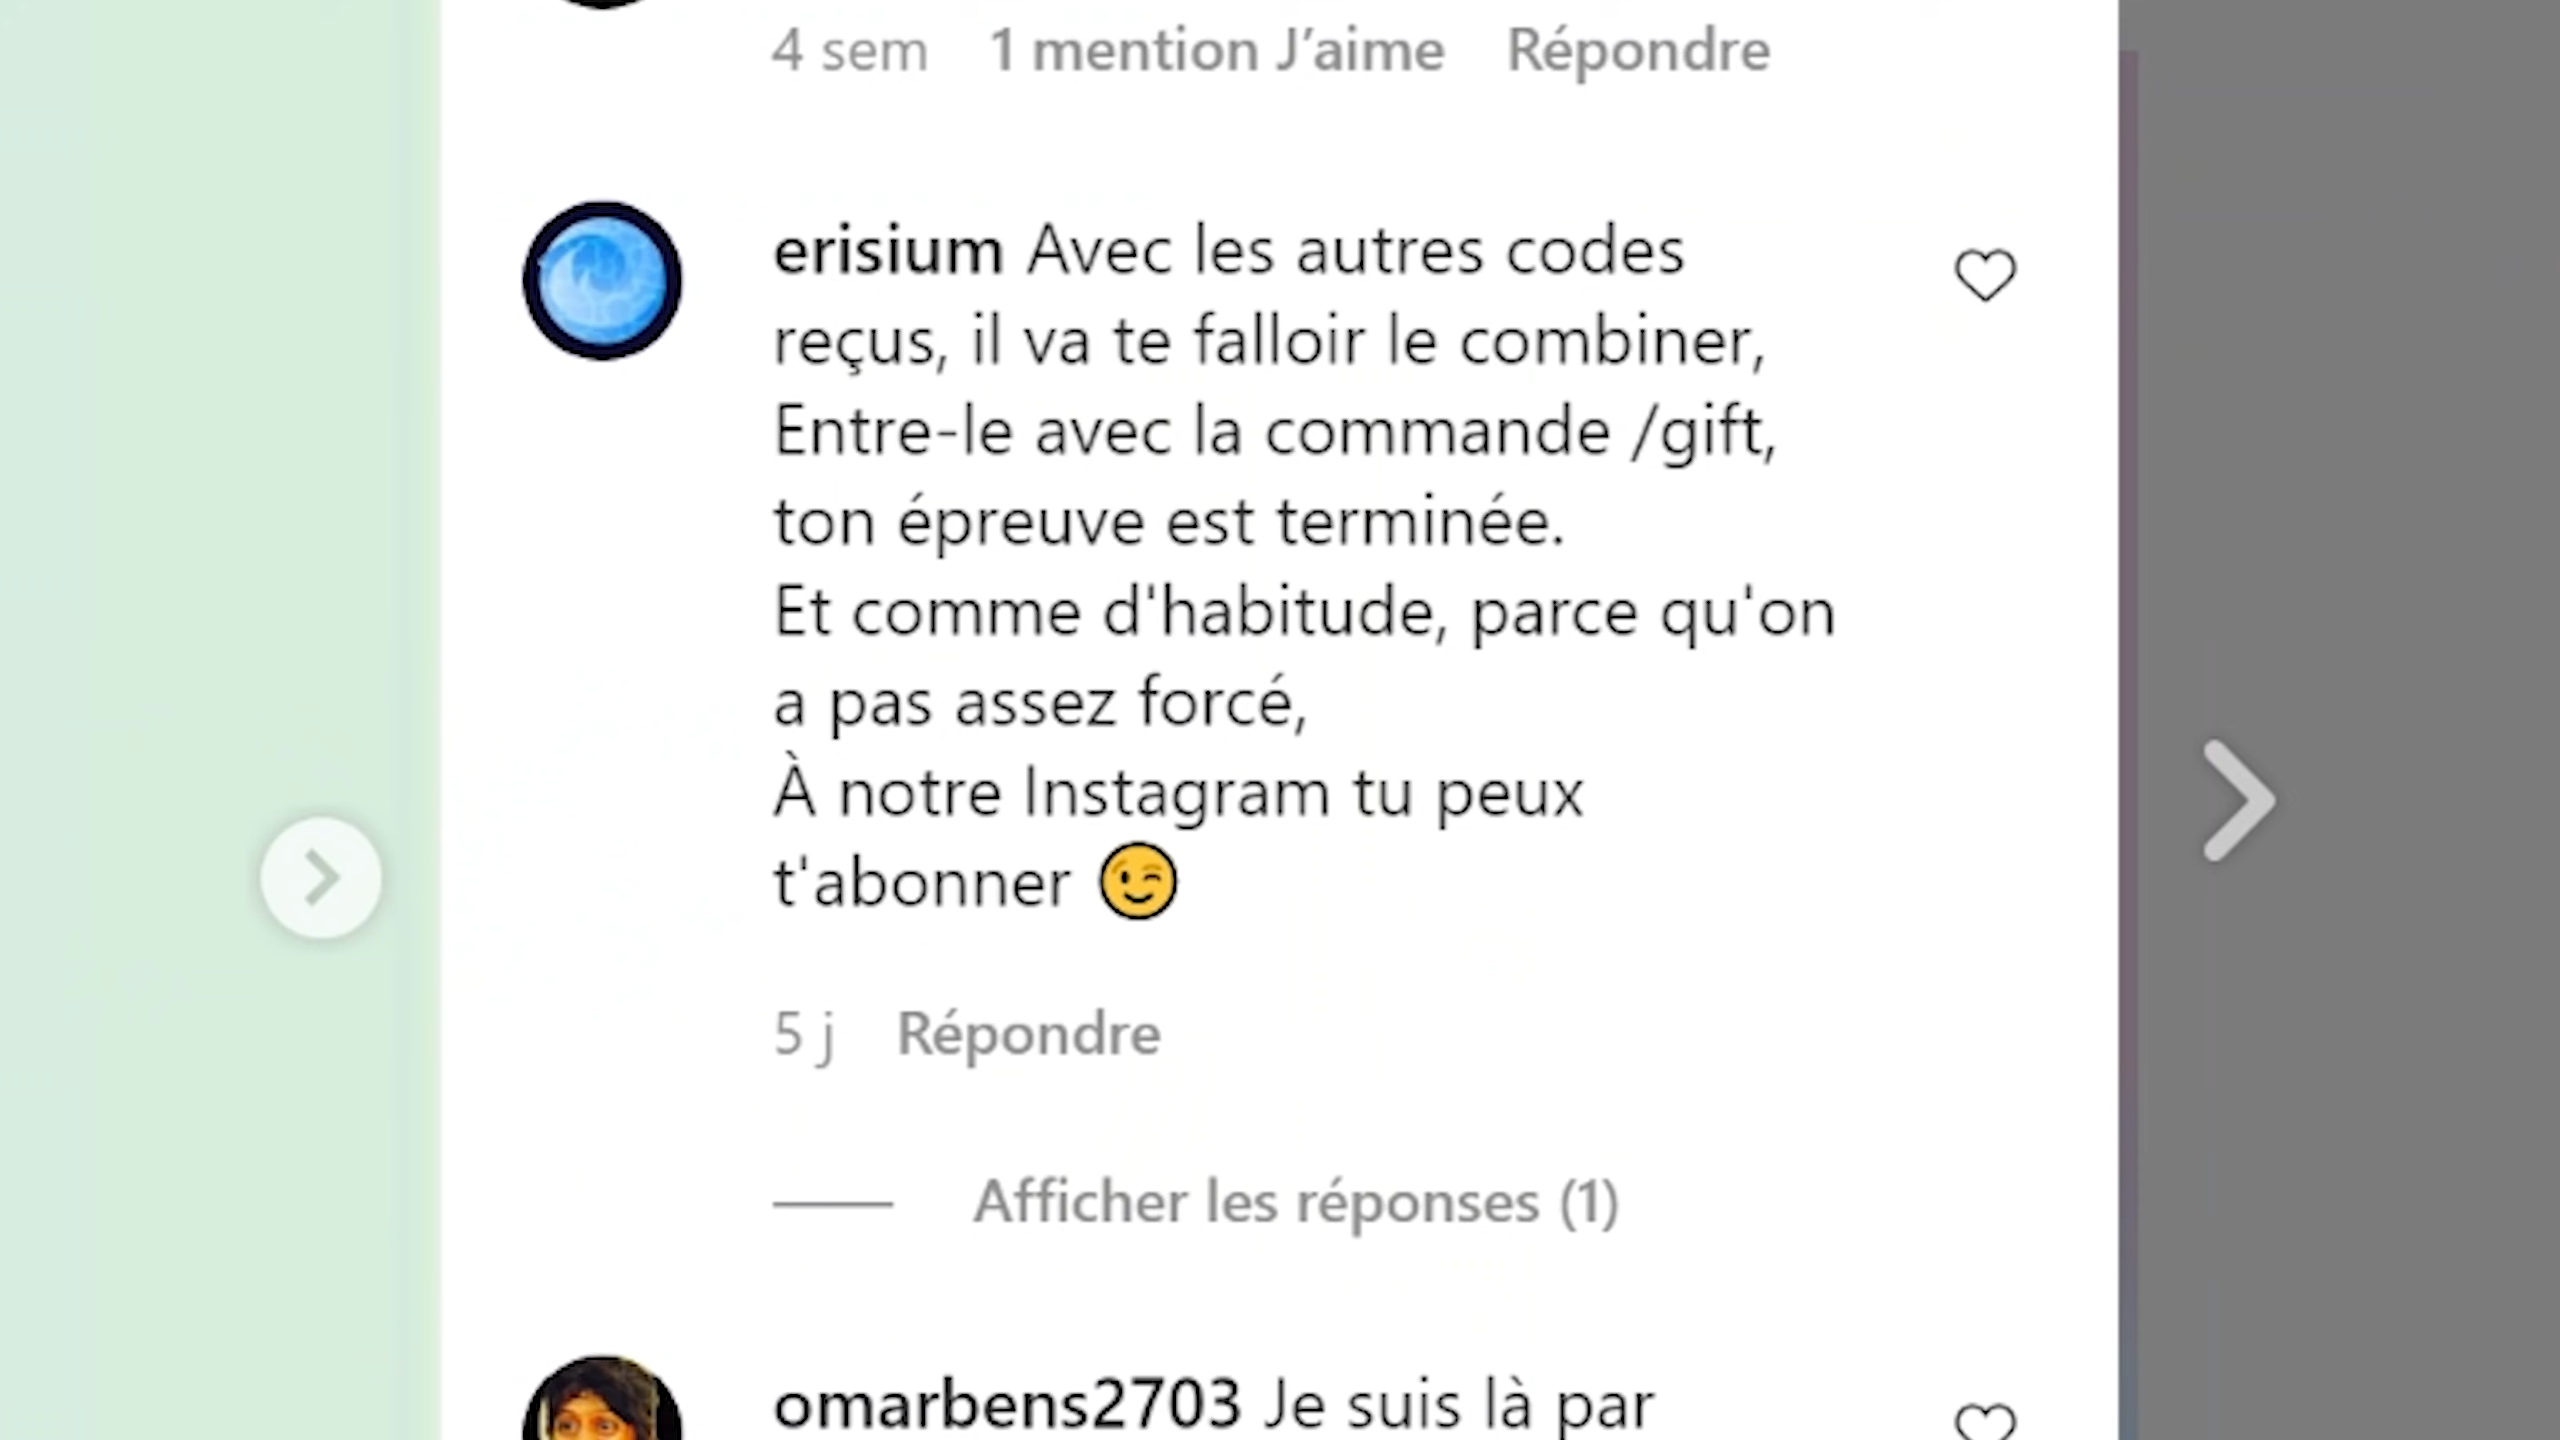 4 sem 1 mention J’aime Répondre
erisium Avec les autres codes
reçus, il va te falloir le combiner,
Entre-le avec la commande /gift,
ton épreuve est terminée.
Et comme d'habitude, parce qu'on
a pas assez forcé,
À notre Instagram tu peux
t'abonner 😉
5 j Répondre
Afficher les réponses (1)
omarbens2703 Je suis là par